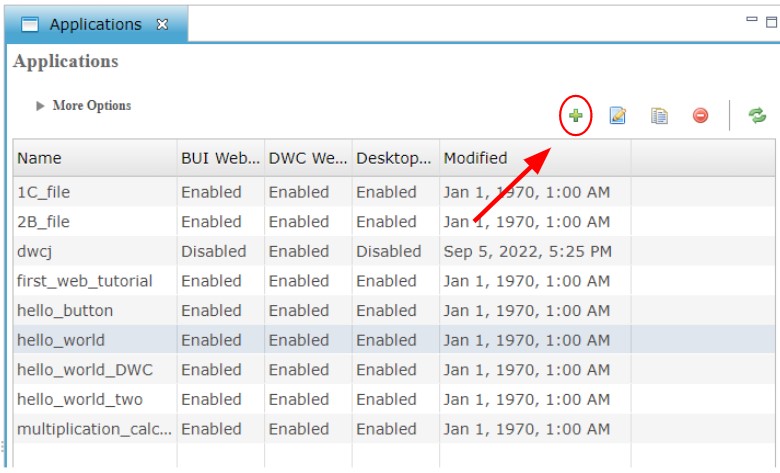 Applications
Applications
More Options
Name BUI Web... DWC We... Desktop... Modified
1C_file Enabled Enabled Enabled Jan 1, 1970, 1:00 AM
2B_file Enabled Enabled Enabled Jan 1, 1970, 1:00 AM
dwcj Disabled Enabled Disabled Sep 5, 2022, 5:25 PM
first_web_tutorial Enabled Enabled Enabled Jan 1, 1970, 1:00 AM
hello_button Enabled Enabled Enabled Jan 1, 1970, 1:00 AM
hello_world Enabled Enabled Enabled Jan 1, 1970, 1:00 AM
hello_world_DWC Enabled Enabled Enabled Jan 1, 1970, 1:00 AM
hello_world_two Enabled Enabled Enabled Jan 1, 1970, 1:00 AM
multiplication_calc... Enabled Enabled Enabled Jan 1, 1970, 1:00 AM